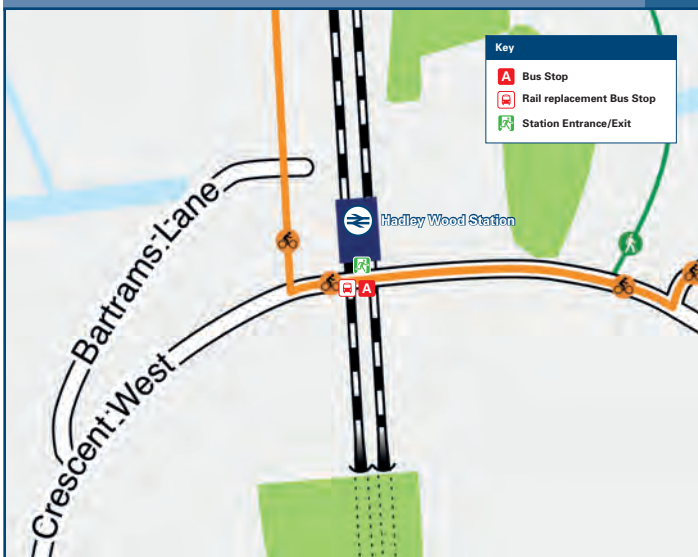 Key
A Bus Stop
Rail replacement Bus Stop
Station Entrance/Exit
Bartrams Lane
Hadley Wood Station
A
Crescent West